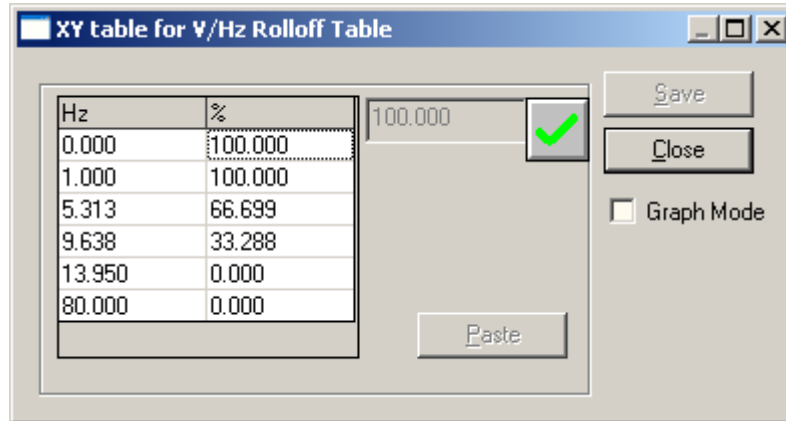 XY table for V/Hz Rolloff Table
Hz %
0.000 100.000
1.000 100.000
5.313 66.699
9.638 33.288
13.950 0.000
80.000 0.000
100.000
Paste
Save
Close
Graph Mode